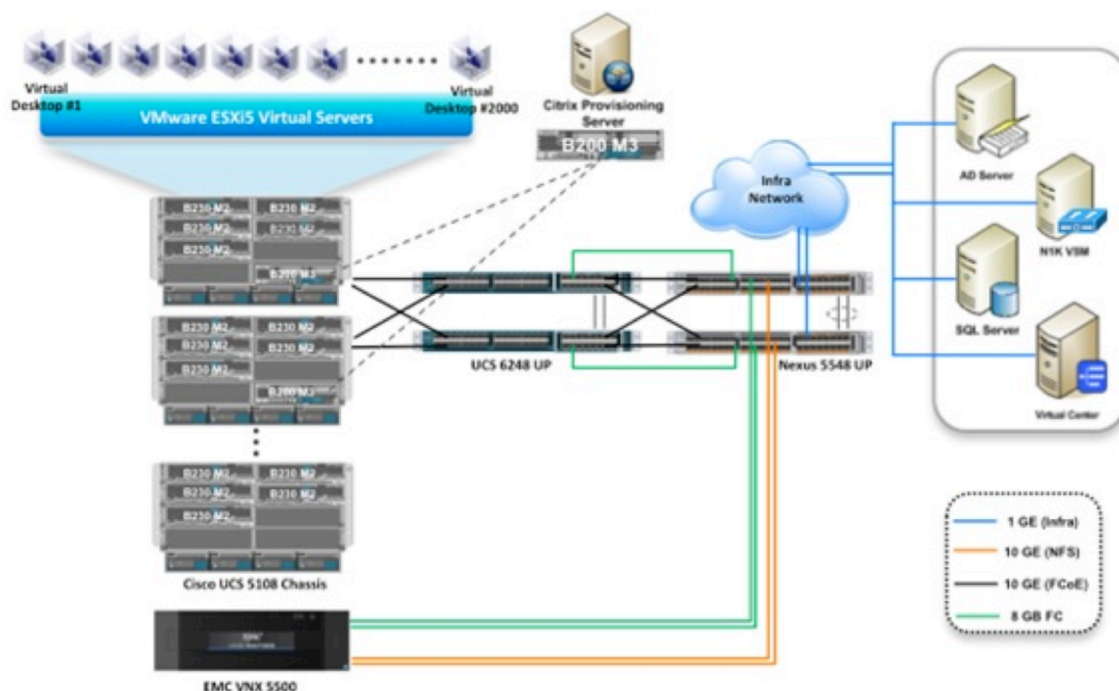 Virtual
Desktop #1
Virtual
Desktop #2000
VMware ESXi5 Virtual Servers
Citrix Provisioning
Server
B200 M3
Infra
Network
AD Server
N1K VSM
SQL Server
Virtual Center
B230 M2
B230 M2
B230 M2
B230 M2
B230 M2
B200 M3
B230 M2
B230 M2
B230 M2
B230 M2
B230 M2
B200 M3
UCS 6248 UP
Nexus 5548 UP
B230 M2
B230 M2
B230 M2
B230 M2
B230 M2
Cisco UCS 5108 Chassis
EMC VNX 5500
1 GE (Infra)
10 GE (NFS)
10 GE (FCoE)
8 GB FC